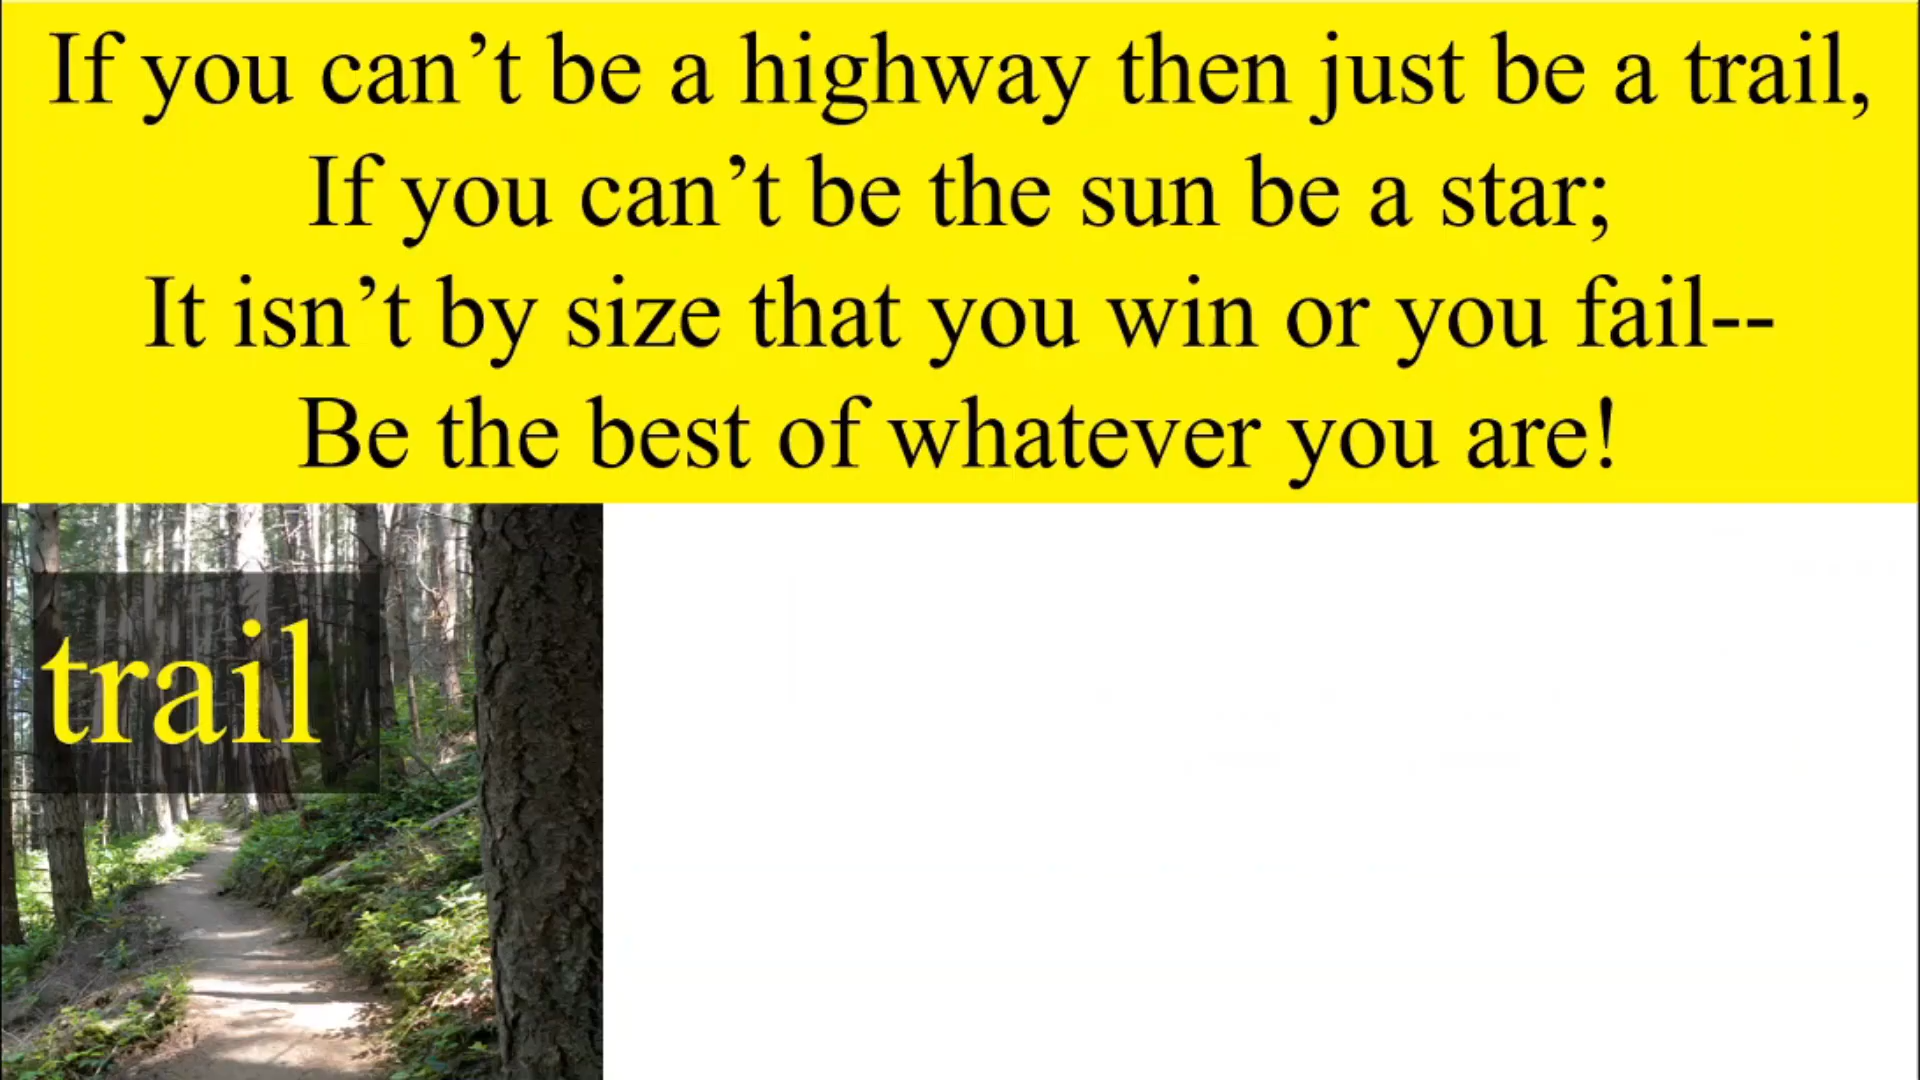 If you can’t be a highway then just be a trail,
If you can’t be the sun be a star;
It isn’t by size that you win or you fail--
Be the best of whatever you are!
trail